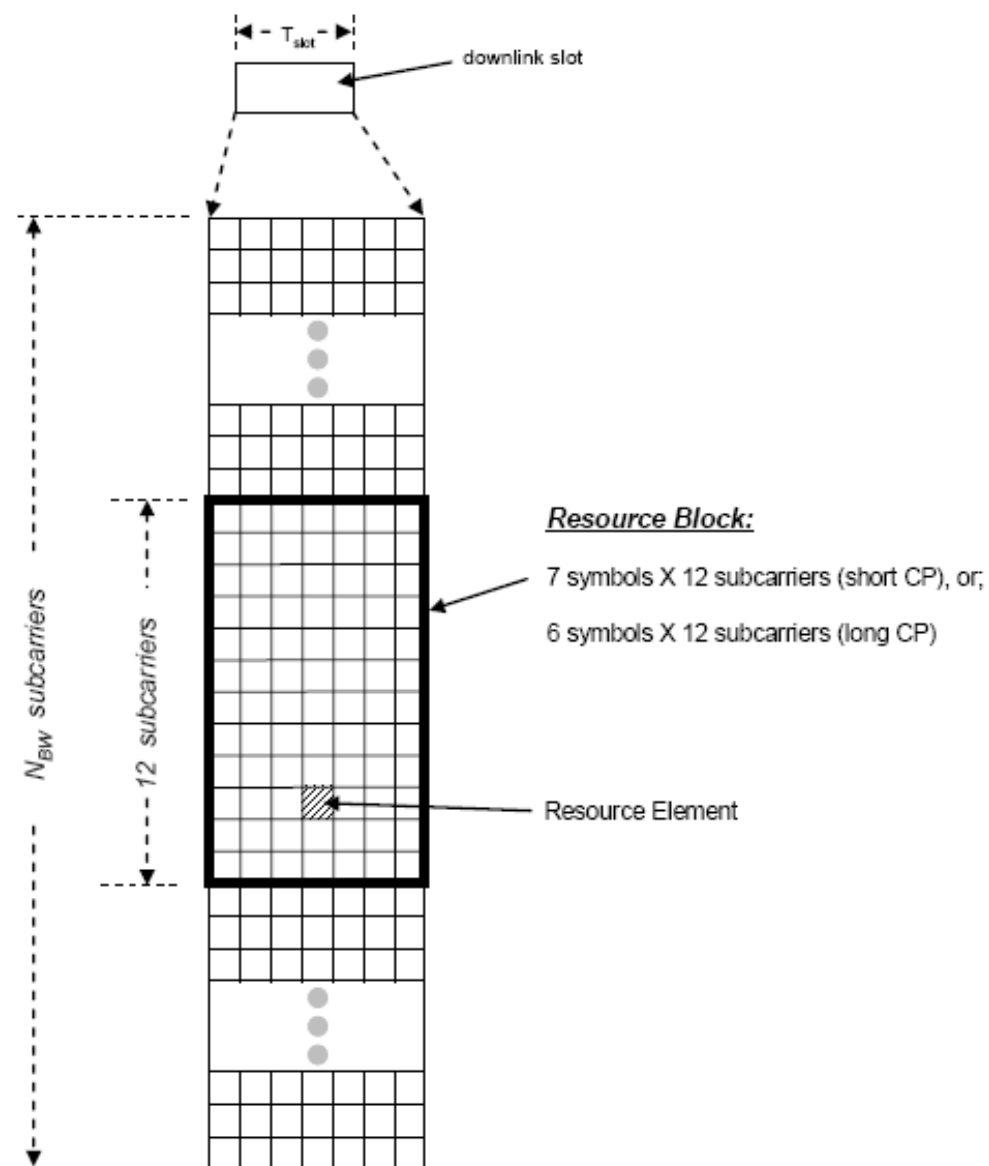 T_slot
downlink slot
N_BW subcarriers
12 subcarriers
Resource Block:
7 symbols X 12 subcarriers (short CP), or;
6 symbols X 12 subcarriers (long CP)
Resource Element